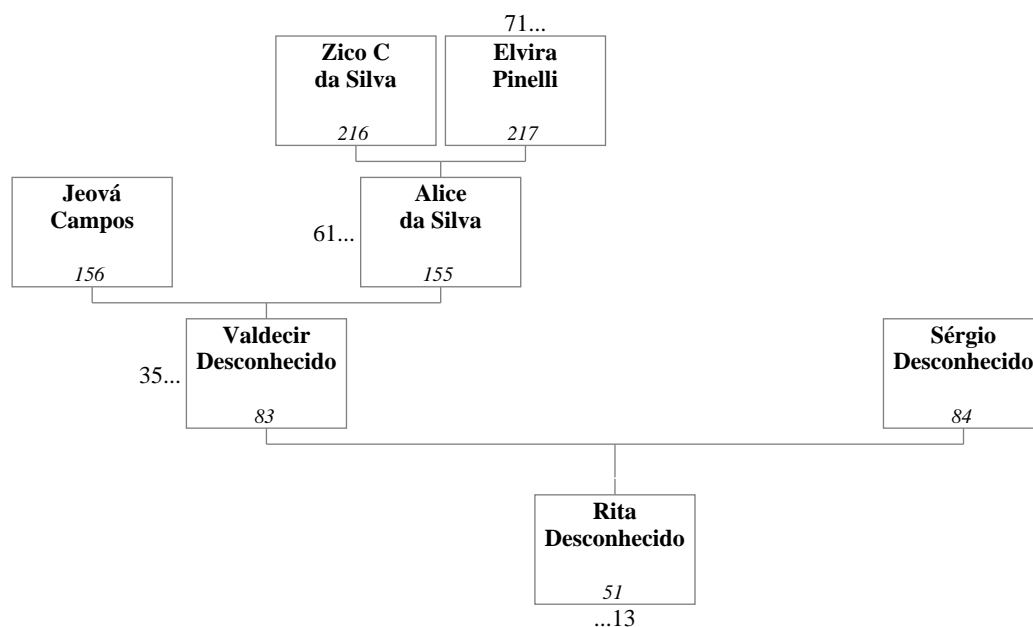 71...
Zico C
da Silva
216
Elvira
Pinelli
217
Jeová
Campos
156
61...
Alice
da Silva
155
35...
Valdecir
Desconhecido
83
Sérgio
Desconhecido
84
Rita
Desconhecido
51
...13